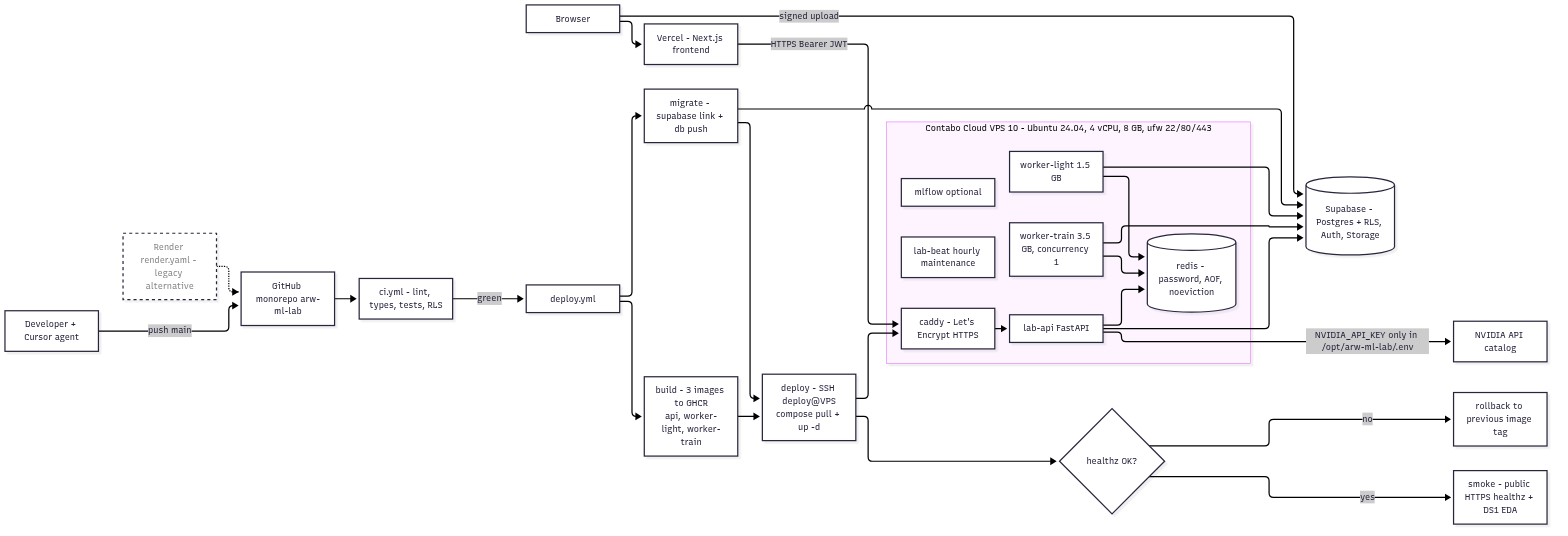 Browser
signed upload
Vercel - Next.js
frontend
HTTPS Bearer JWT
migrate -
supabase link +
db push
Contabo Cloud VPS 10 - Ubuntu 24.04, 4 vCPU, 8 GB, ufw 22/80/443
worker-light 1.5
GB
mlflow optional
worker-train 3.5
GB, concurrency
1
lab-beat hourly
maintenance
redis -
password, AOF,
noeviction
caddy - Let's
Encrypt HTTPS
lab-api FastAPI
Supabase -
Postgres + RLS,
Auth, Storage
Render
render.yaml -
legacy
alternative
GitHub
monorepo arw-
ml-lab
ci.yml - lint,
types, tests, RLS
green
deploy.yml
Developer +
Cursor agent
push main
NVIDIA_API_KEY only in
/opt/arw-ml-lab/.env
NVIDIA API
catalog
build - 3 images
to GHCR
api, worker-
light, worker-
train
deploy - SSH
deploy@VPS
compose pull +
up -d
healthz OK?
no
rollback to
previous image
tag
yes
smoke - public
HTTPS healthz +
DS1 EDA